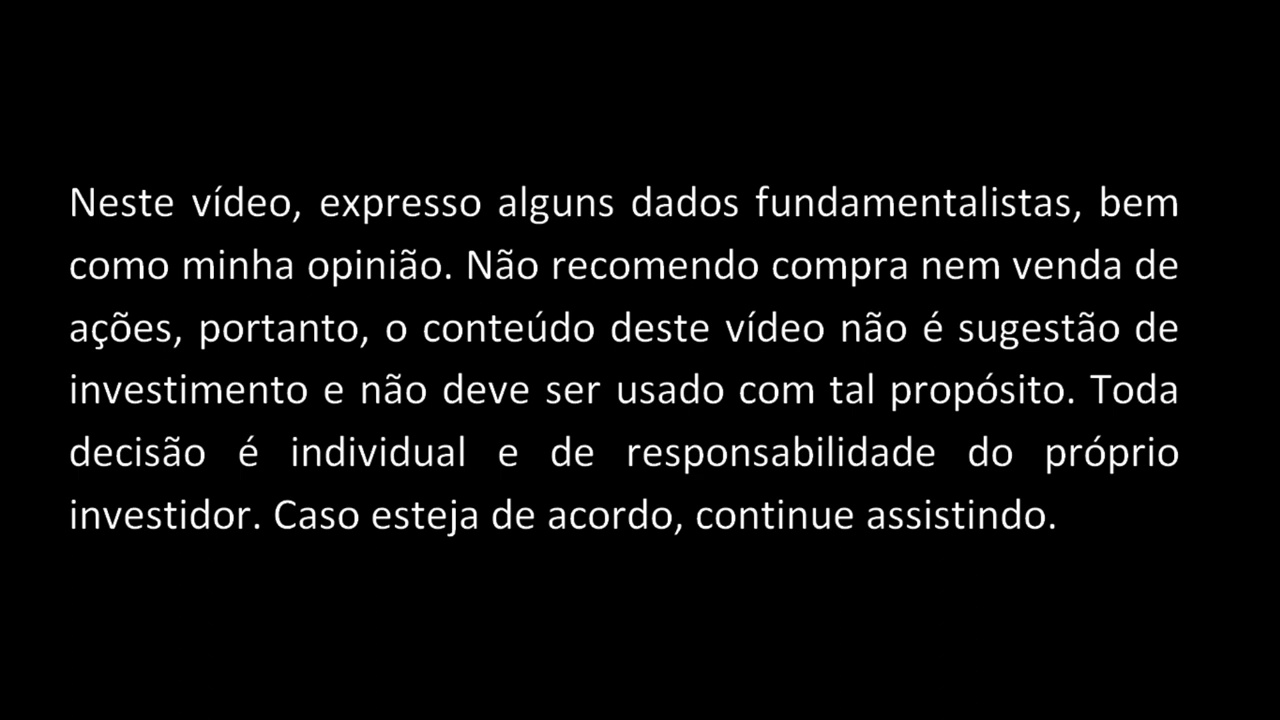 Neste vídeo, expresso alguns dados fundamentalistas, bem
como minha opinião. Não recomendo compra nem venda de
ações, portanto, o conteúdo deste vídeo não é sugestão de
investimento e não deve ser usado com tal propósito. Toda
decisão é individual e de responsabilidade do próprio
investidor. Caso esteja de acordo, continue assistindo.